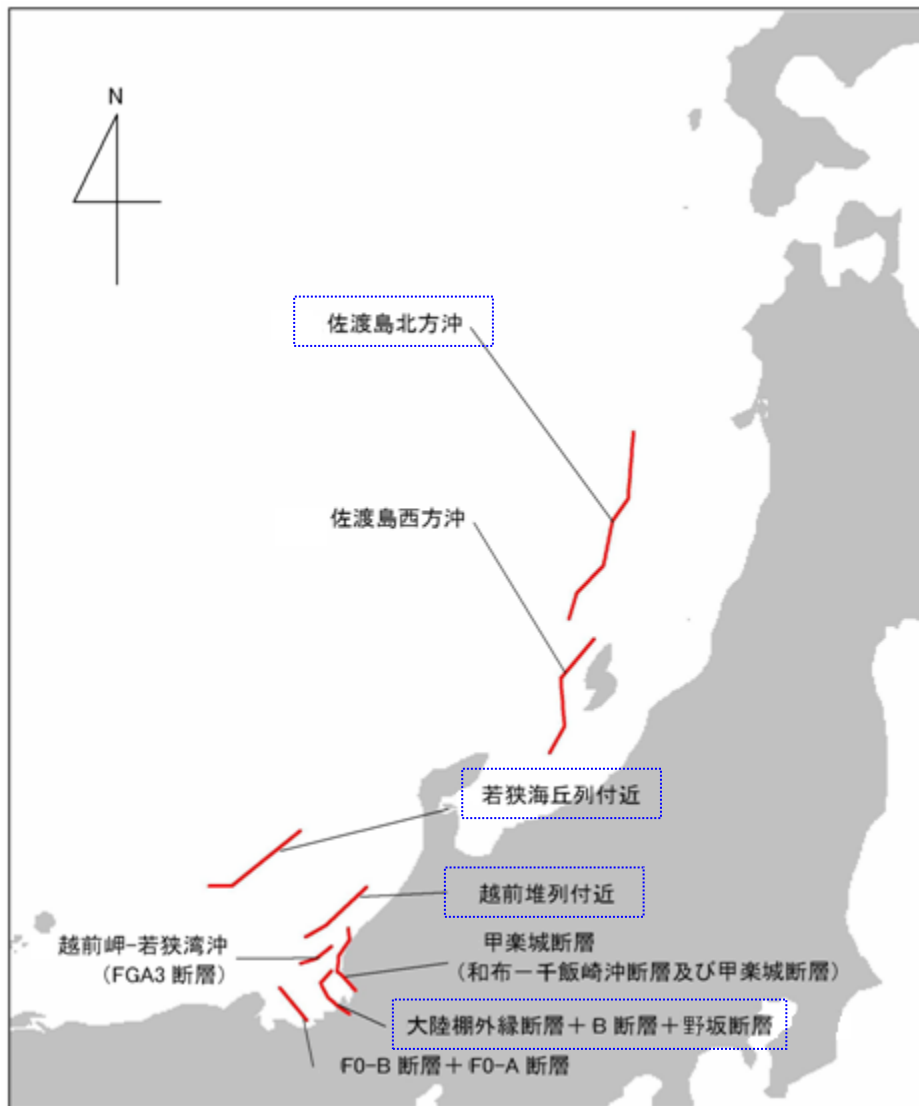 N
佐渡島北方沖
佐渡島西方沖
若狭海丘列付近
越前堆列付近
越前岬-若狭湾沖
(FGA3 断層)
甲楽城断層
(和布ー千飯崎沖断層及び甲楽城断層)
大陸棚外縁断層+B 断層+野坂断層
F0-B 断層+F0-A 断層